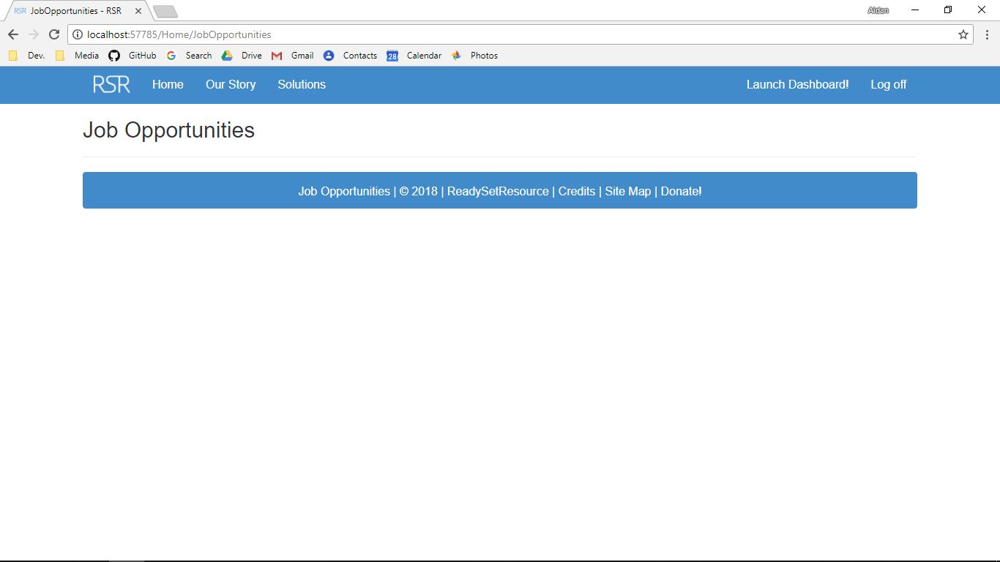 RSR JobOpportunities - RSR
Aidan
localhost:57785/Home/JobOpportunities
Dev. Media GitHub Search Drive Gmail 28 Contacts Calendar Photos
RSR Home Our Story Solutions Launch Dashboard! Log off
Job Opportunities
Job Opportunities | © 2018 | ReadySetResource | Credits | Site Map | Donate!